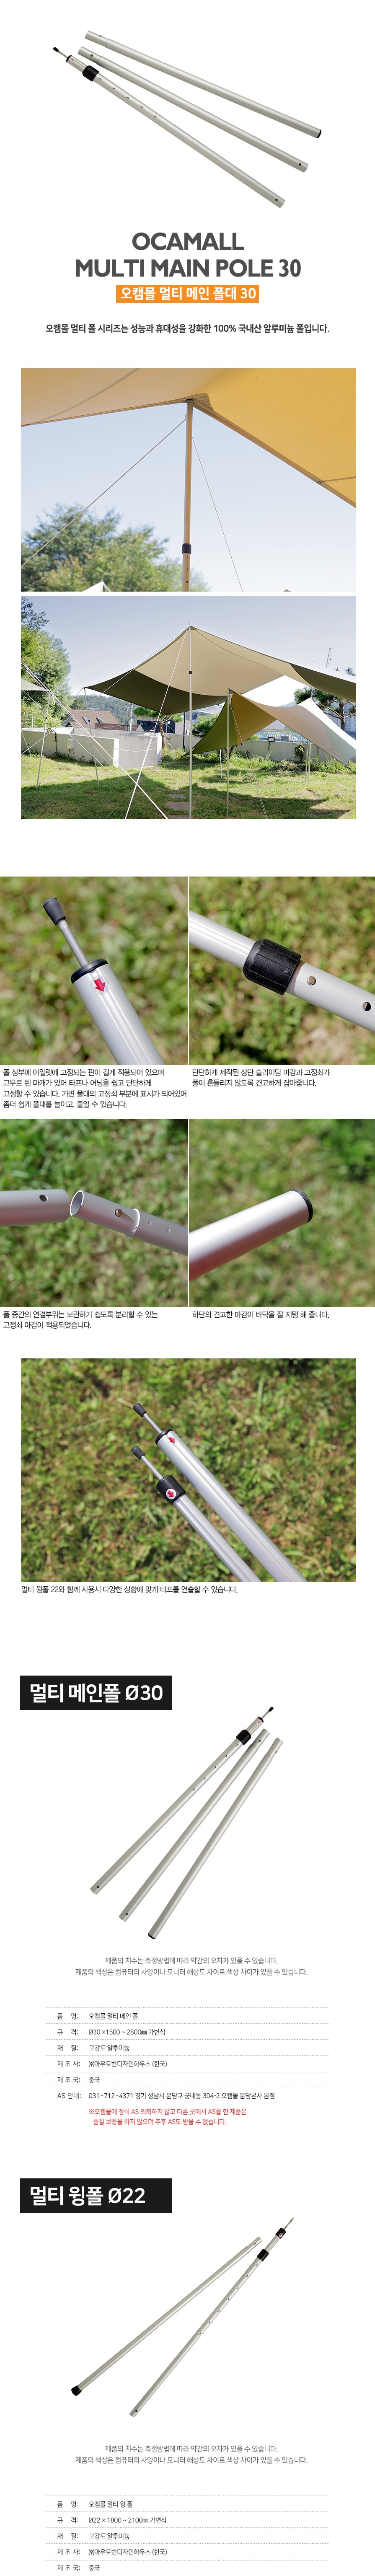 OCAMALL
MULTI MAIN POLE 30
오캠몰 멀티 메인 폴대 30
오캠몰 멀티 폴 시리즈는 성능과 휴대성을 강화한 100% 국내산 알루미늄 폴입니다.
폴 상부에 아일렛에 고정되는 핀이 길게 적용되어 있으며
고무로 된 마개가 있어 타프나 어닝을 쉽고 단단하게
고정할 수 있습니다. 가변 폴대의 고정쇠 부분에 표시가 되어있어
좀더 쉽게 폴대를 늘이고, 줄일 수 있습니다.
단단하게 제작된 상단 슬라이딩 마감과 고정쇠가
폴이 흔들리지 않도록 견고하게 잡아줍니다.
폴 중간의 연결부위는 보관하기 쉽도록 분리할 수 있는
고정쇠 마감이 적용되었습니다.
하단의 견고한 마감이 바닥을 잘 지탱 해 줍니다.
멀티 윙폴 22와 함께 사용시 다양한 상황에 맞게 타프를 연출할 수 있습니다.
멀티 메인폴 Ø30
제품의 치수는 측정방법에 따라 약간의 오차가 있을 수 있습니다.
제품의 색상은 컴퓨터의 사양이나 모니터 해상도 차이로 색상 차이가 있을 수 있습니다.
품 명: 오캠몰 멀티 메인 폴
규 격: Ø30 ×1500 ~ 2800㎜ 가변식
재 질: 고강도 알루미늄
제 조 사: ㈜아웃토반디자인하우스 (한국)
제 조 국: 중국
AS 안내: 031-712-4371 경기 성남시 분당구 궁내동 304-2 오캠몰 분당본사 본점
※오캠몰에 정식 AS 의뢰하지 않고 다른 곳에서 AS를 한 제품은
품질 보증을 하지 않으며 추후 AS도 받을 수 없습니다.
멀티 윙폴 Ø22
제품의 치수는 측정방법에 따라 약간의 오차가 있을 수 있습니다.
제품의 색상은 컴퓨터의 사양이나 모니터 해상도 차이로 색상 차이가 있을 수 있습니다.
품 명: 오캠몰 멀티 윙 폴
규 격: Ø22 × 1800 ~ 2100㎜ 가변식
재 질: 고강도 알루미늄
제 조 사: ㈜아웃토반디자인하우스 (한국)
제 조 국: 중국